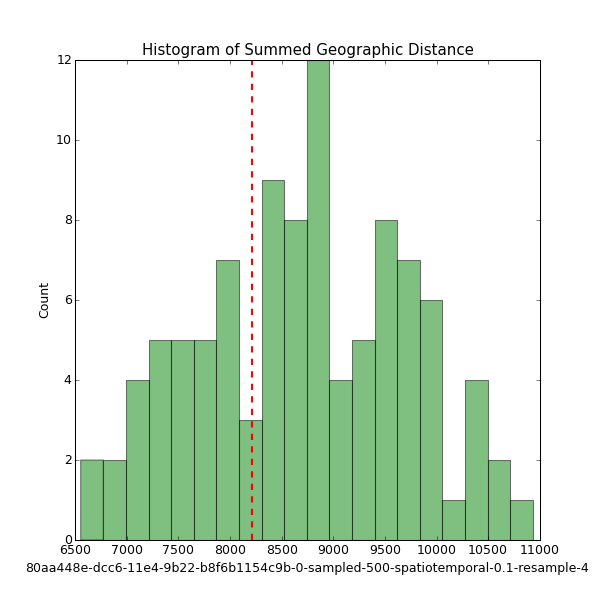 Histogram of Summed Geographic Distance
12
10
8
6
4
2
0
Count
6500 7000 7500 8000 8500 9000 9500 10000 10500 11000
80aa448e-dcc6-11e4-9b22-b8f6b1154c9b-0-sampled-500-spatiotemporal-0.1-resample-4